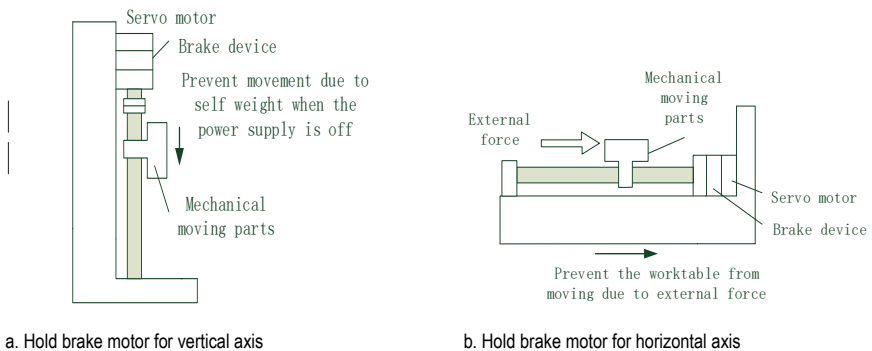 Servo motor
Brake device
Prevent movement due to
self weight when the
power supply is off
Mechanical
moving parts
a. Hold brake motor for vertical axis
Mechanical
moving
parts
External
force
Servo motor
Brake device
Prevent the worktable from
moving due to external force
b. Hold brake motor for horizontal axis